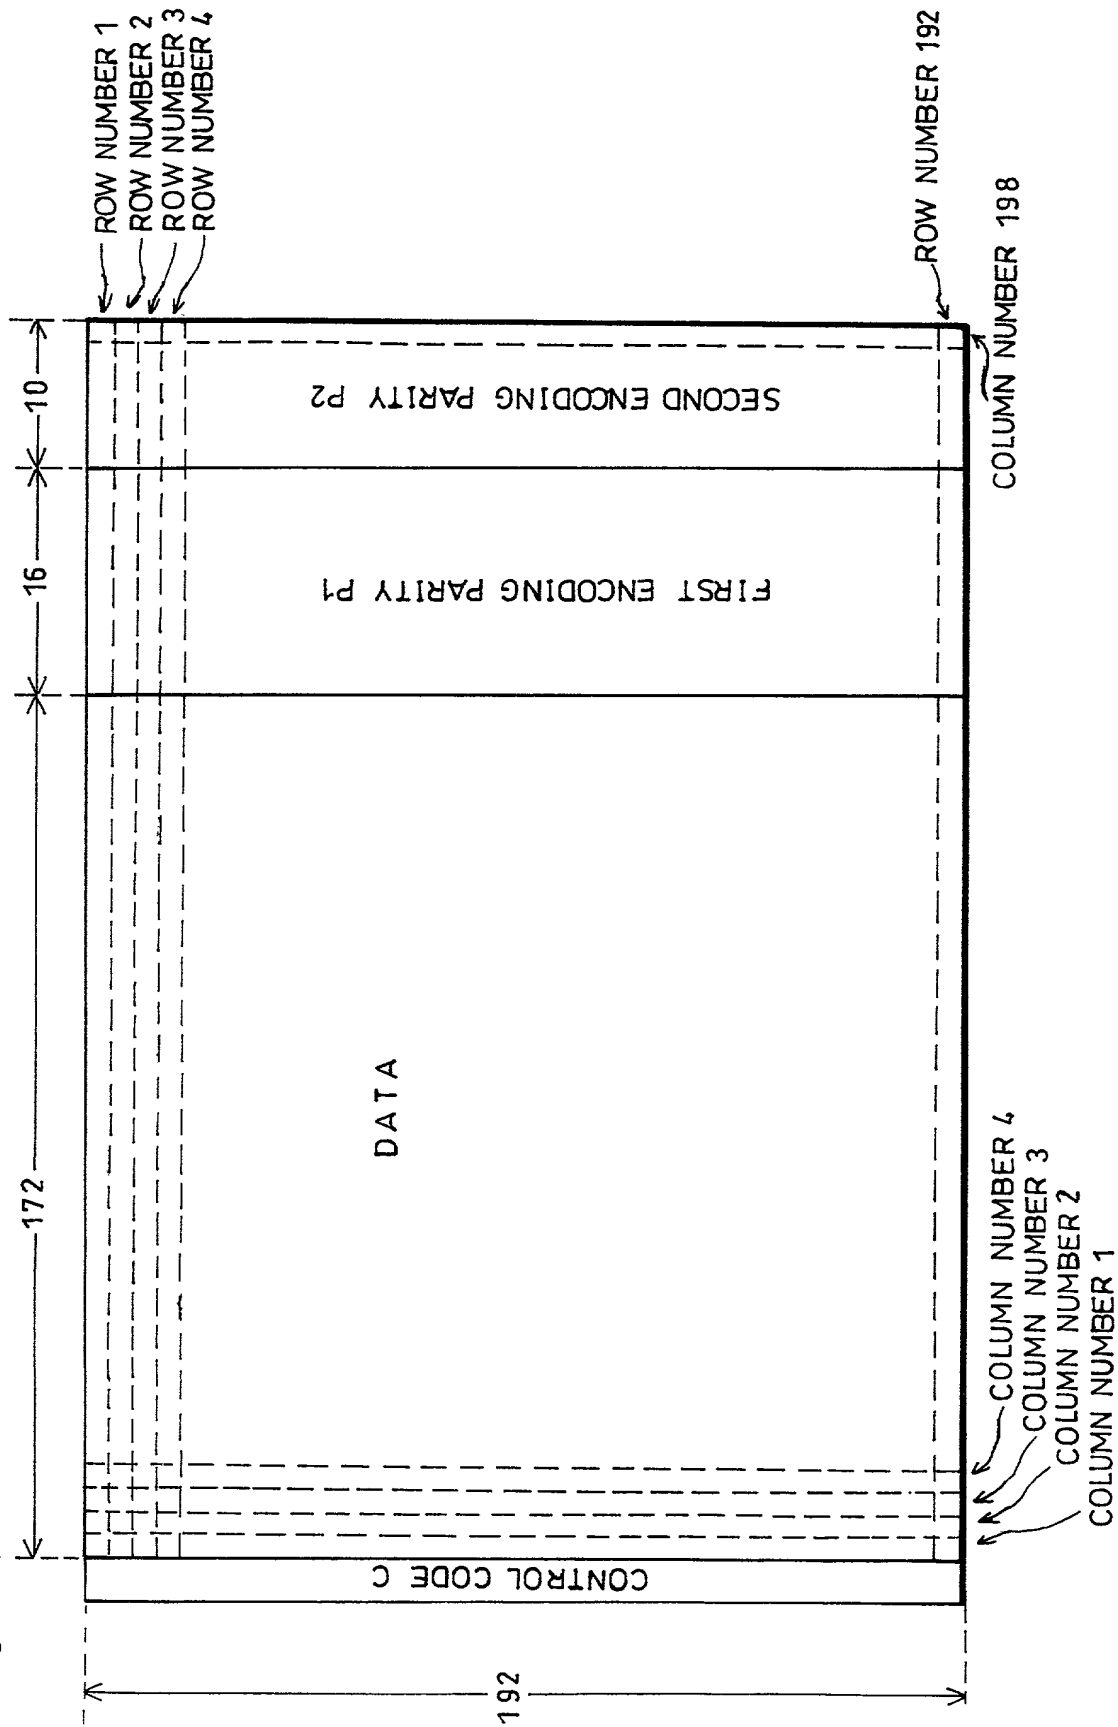 172
16
10
192
ROW NUMBER 1
ROW NUMBER 2
ROW NUMBER 3
ROW NUMBER 4
CONTROL CODE C
DATA
FIRST ENCODING PARITY P1
SECOND ENCODING PARITY P2
ROW NUMBER 192
COLUMN NUMBER 198
COLUMN NUMBER 4
COLUMN NUMBER 3
COLUMN NUMBER 2
COLUMN NUMBER 1